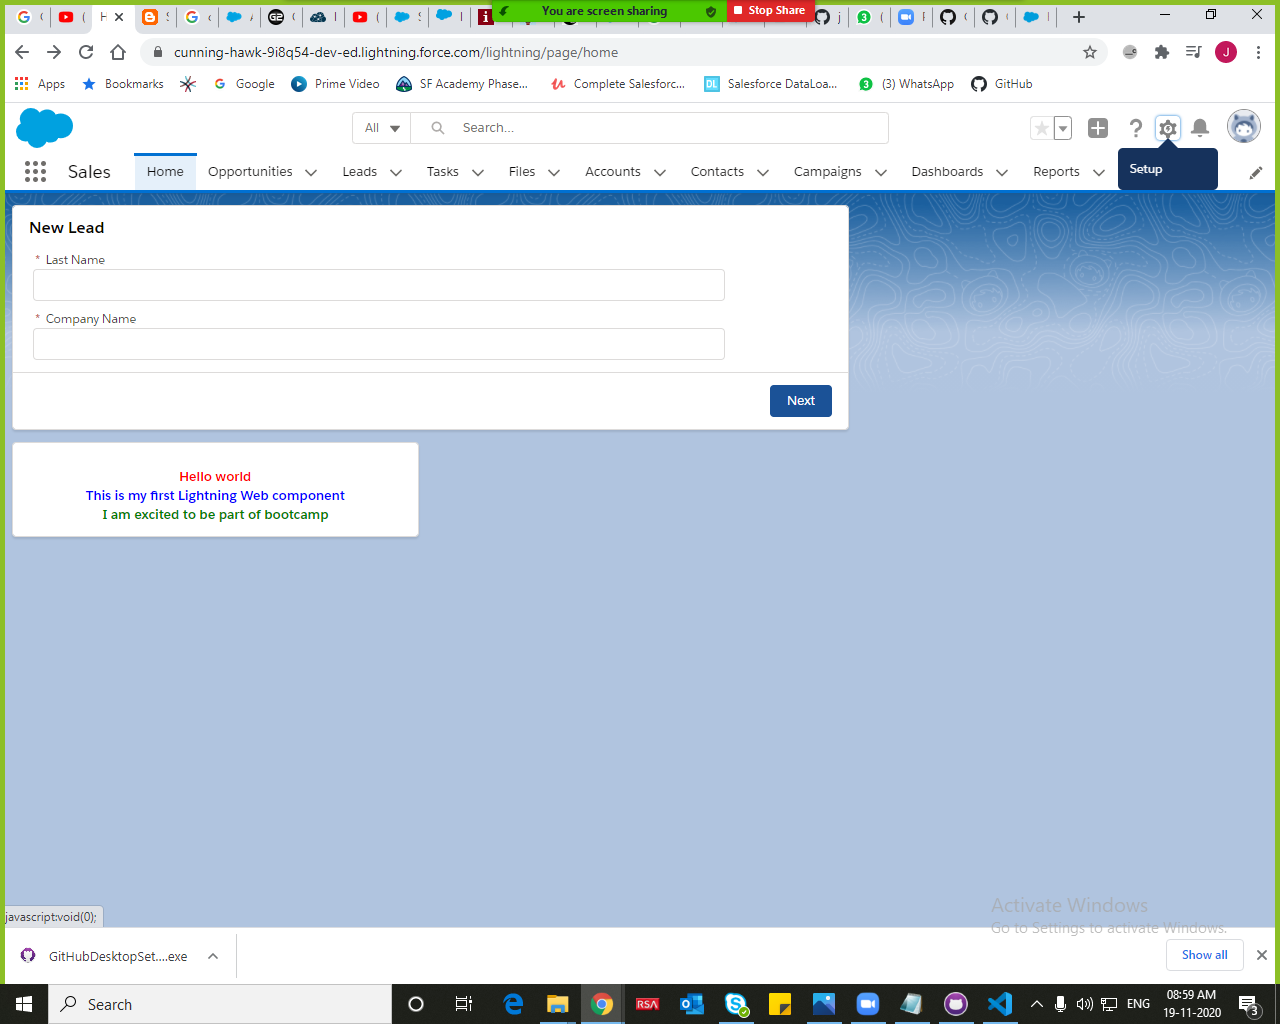 You are screen sharing
Stop Share
cunning-hawk-9i8q54-dev-ed.lightning.force.com/lightning/page/home
J
Apps
Bookmarks
Google
Prime Video
SF Academy Phase...
Complete Salesforc...
DL
Salesforce DataLoa...
3
(3) WhatsApp
GitHub
All
Search...
Sales
Home
Opportunities
Leads
Tasks
Files
Accounts
Contacts
Campaigns
Dashboards
Reports
Setup
New Lead
* Last Name
* Company Name
Next
Hello world
This is my first Lightning Web component
I am excited to be part of bootcamp
javascript:void(0);
Activate Windows
Go to Settings to activate Windows.
GitHubDesktopSet....exe
Show all
Search
RSA
ENG
08:59 AM
19-11-2020
3